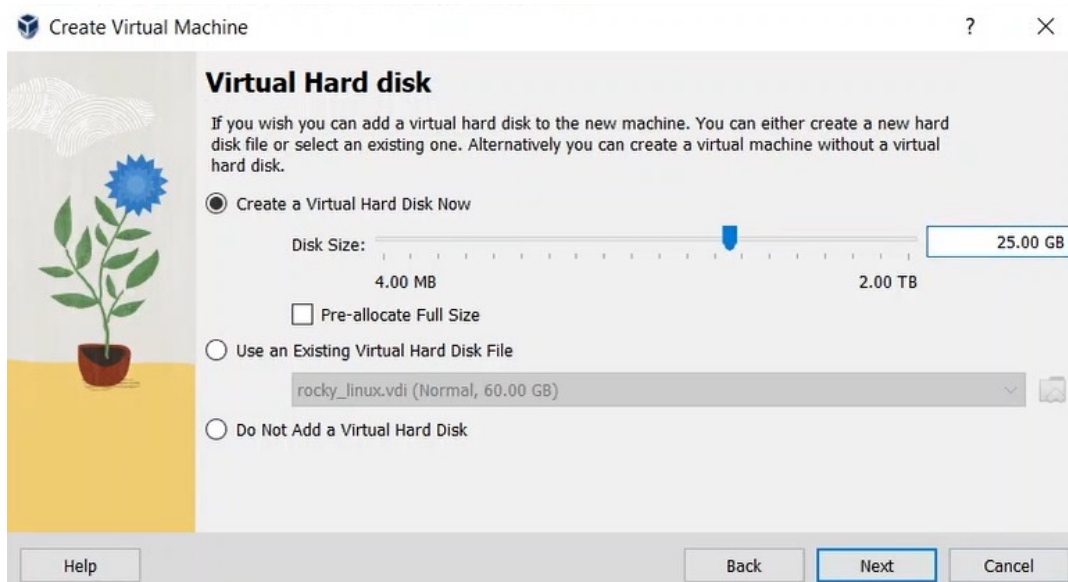 Create Virtual Machine
?
Virtual Hard disk
If you wish you can add a virtual hard disk to the new machine. You can either create a new hard
disk file or select an existing one. Alternatively you can create a virtual machine without a virtual
hard disk.
Create a Virtual Hard Disk Now
Disk Size:
25.00 GB
4.00 MB
2.00 TB
Pre-allocate Full Size
Use an Existing Virtual Hard Disk File
rocky_linux.vdi (Normal, 60.00 GB)
Do Not Add a Virtual Hard Disk
Help
Back
Next
Cancel